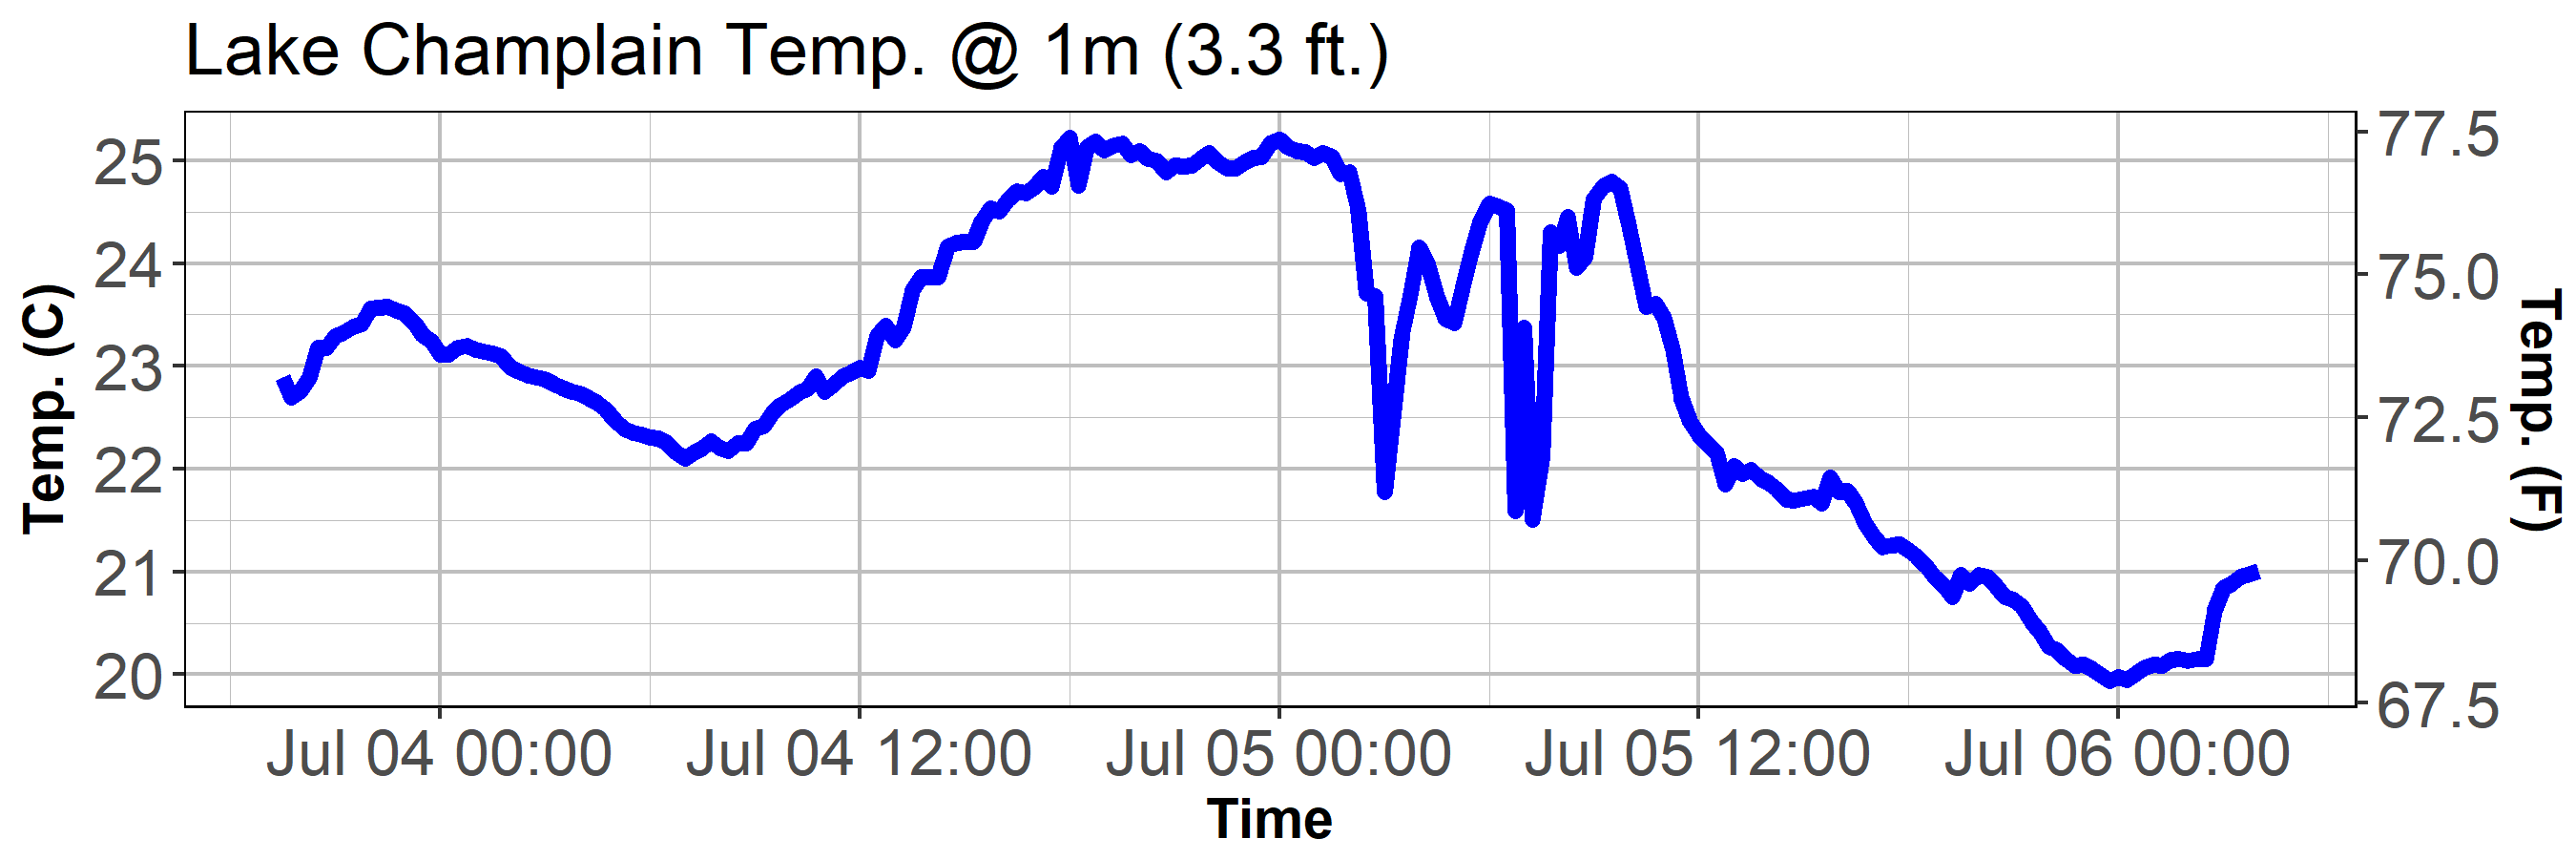 Lake Champlain Temp. @ 1m (3.3 ft.)
Temp. (C)
25
24
23
22
21
20
77.5
75.0
72.5
70.0
67.5
Temp. (F)
Jul 04 00:00
Jul 04 12:00
Jul 05 00:00
Jul 05 12:00
Jul 06 00:00
Time